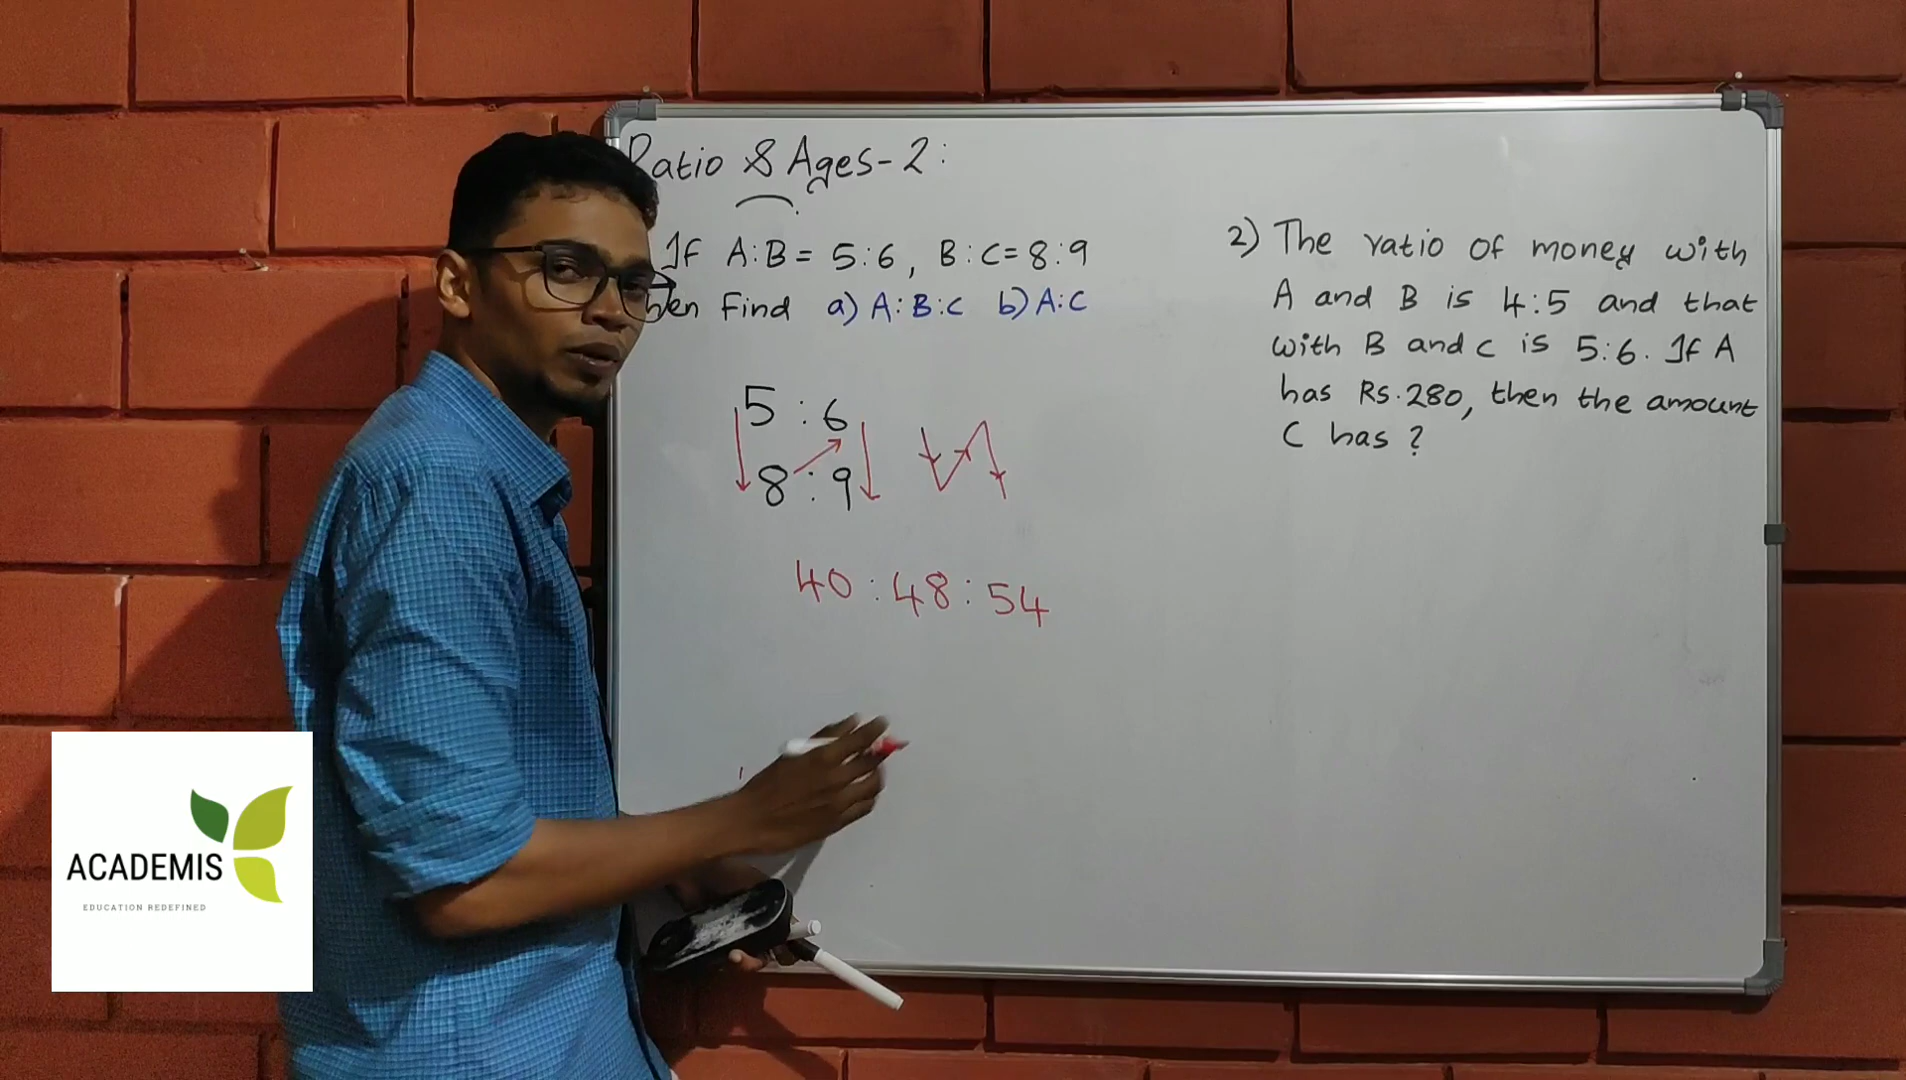 Ratio & Ages-2:
If A:B = 5:6, B:C = 8:9
then find a) A:B:C b) A:C
5 : 6
8 : 9
40 : 48 : 54
2) The ratio of money with
A and B is 4:5 and that
with B and C is 5:6. If A
has Rs.280, then the amount
C has ?
ACADEMIS
EDUCATION REDEFINED